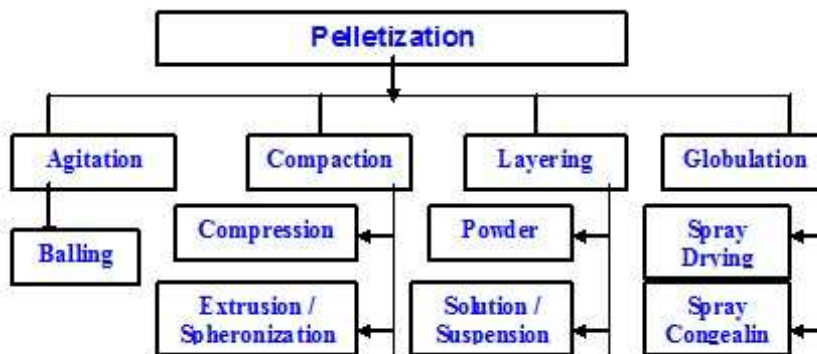 Pelletization
Agitation
Compaction
Layering
Globulation
Balling
Compression
Powder
Spray
Drying
Extrusion /
Spheronization
Solution /
Suspension
Spray
Congealin